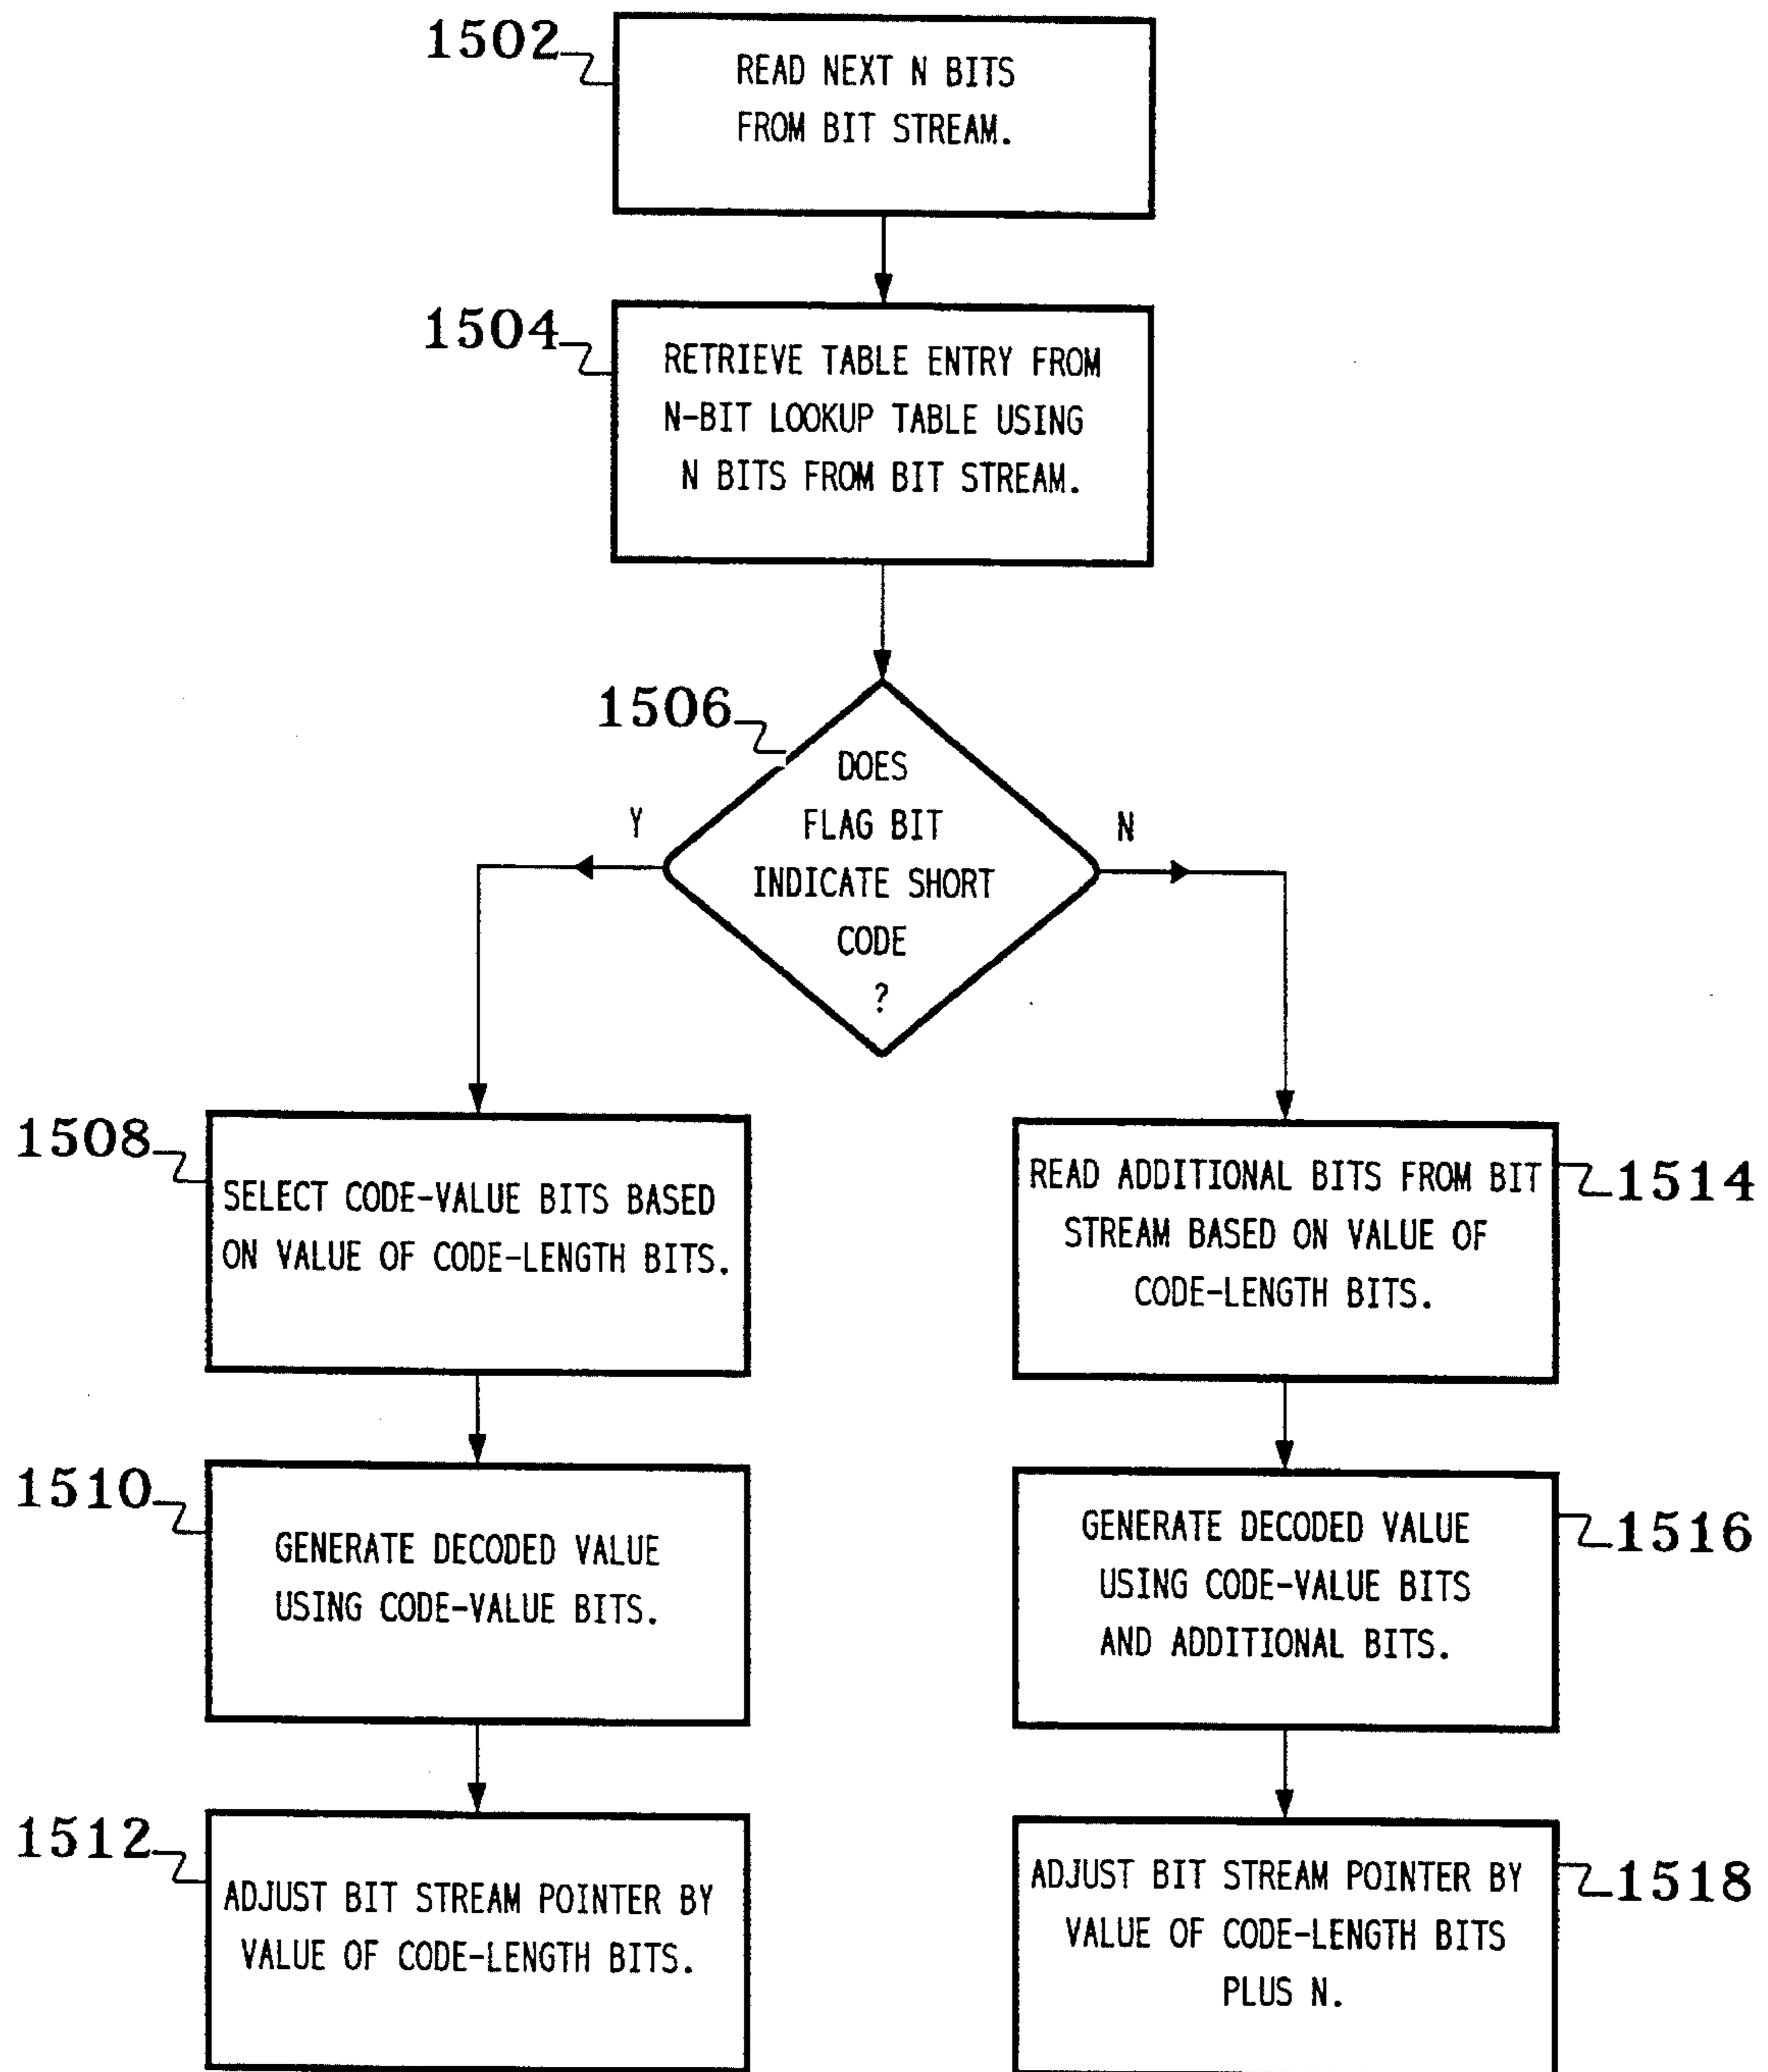 1502
READ NEXT N BITS
FROM BIT STREAM.
1504
RETRIEVE TABLE ENTRY FROM
N-BIT LOOKUP TABLE USING
N BITS FROM BIT STREAM.
1506
DOES
FLAG BIT
INDICATE SHORT
CODE
?
Y
N
1508
SELECT CODE-VALUE BITS BASED
ON VALUE OF CODE-LENGTH BITS.
1510
GENERATE DECODED VALUE
USING CODE-VALUE BITS.
1512
ADJUST BIT STREAM POINTER BY
VALUE OF CODE-LENGTH BITS.
1514
READ ADDITIONAL BITS FROM BIT
STREAM BASED ON VALUE OF
CODE-LENGTH BITS.
1516
GENERATE DECODED VALUE
USING CODE-VALUE BITS
AND ADDITIONAL BITS.
1518
ADJUST BIT STREAM POINTER BY
VALUE OF CODE-LENGTH BITS
PLUS N.